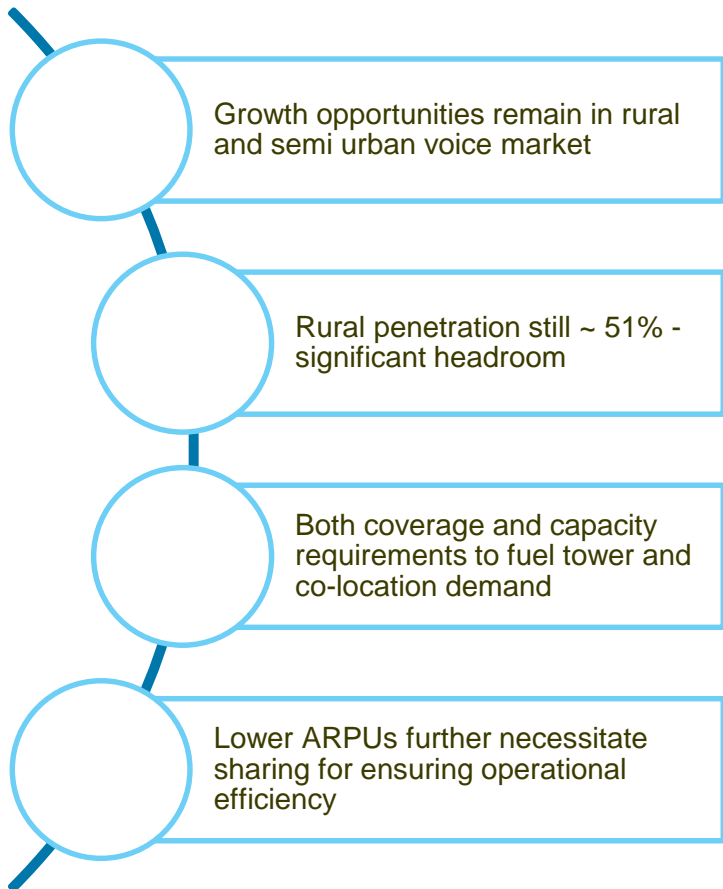 Growth opportunities remain in rural
and semi urban voice market
Rural penetration still ~ 51% -
significant headroom
Both coverage and capacity
requirements to fuel tower and
co-location demand
Lower ARPUs further necessitate
sharing for ensuring operational
efficiency